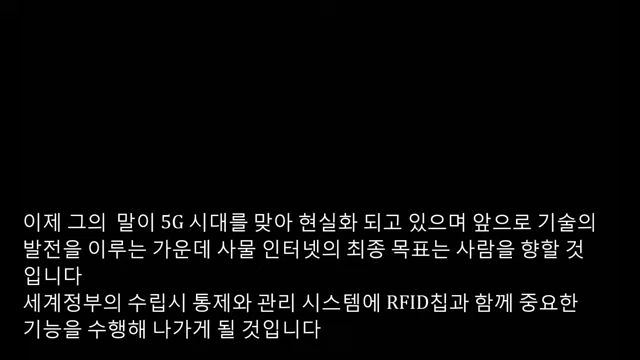 이제 그의 말이 5G 시대를 맞아 현실화 되고 있으며 앞으로 기술의
발전을 이루는 가운데 사물 인터넷의 최종 목표는 사람을 향할 것
입니다
세계정부의 수립시 통제와 관리 시스템에 RFID칩과 함께 중요한
기능을 수행해 나가게 될 것입니다